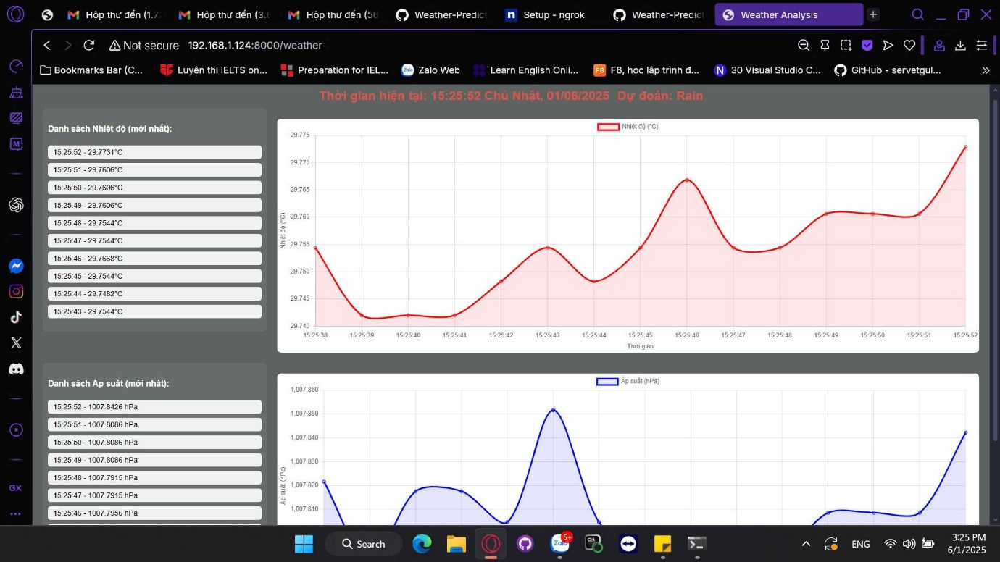 Hộp thư đến (1.7
Hộp thư đến (3.6
Hộp thư đến (56
Weather-Predict
Setup - ngrok
Weather-Predict
Weather Analysis
Not secure 192.168.1.124:8000/weather
Bookmarks Bar (C...
Luyện thi IELTS on...
Preparation for IEL...
Zalo Web
Learn English Onli...
F8, học lập trình đ...
30 Visual Studio C...
GitHub - servetgul...
Thời gian hiện tại: 15:25:52 Chủ Nhật, 01/06/2025 Dự đoán: Rain
Danh sách Nhiệt độ (mới nhất):
15:25:52 - 29.7731°C
15:25:51 - 29.7606°C
15:25:50 - 29.7606°C
15:25:49 - 29.7606°C
15:25:48 - 29.7544°C
15:25:47 - 29.7544°C
15:25:46 - 29.7668°C
15:25:45 - 29.7544°C
15:25:44 - 29.7482°C
15:25:43 - 29.7544°C
Nhiệt độ (°C)
29.775
29.770
29.765
29.760
29.755
29.750
29.745
29.740
Nhiệt độ (°C)
15:25:38 15:25:39 15:25:40 15:25:41 15:25:42 15:25:43 15:25:44 15:25:45 15:25:46 15:25:47 15:25:48 15:25:49 15:25:50 15:25:51 15:25:52
Thời gian
Danh sách Áp suất (mới nhất):
15:25:52 - 1007.8426 hPa
15:25:51 - 1007.8086 hPa
15:25:50 - 1007.8086 hPa
15:25:49 - 1007.8086 hPa
15:25:48 - 1007.7915 hPa
15:25:47 - 1007.7915 hPa
15:25:46 - 1007.7956 hPa
Áp suất (hPa)
1,007.860
1,007.850
1,007.840
1,007.830
1,007.820
1,007.810
Áp suất (hPa)
GX
Search
Zalo
5+
ENG
3:25 PM
6/1/2025